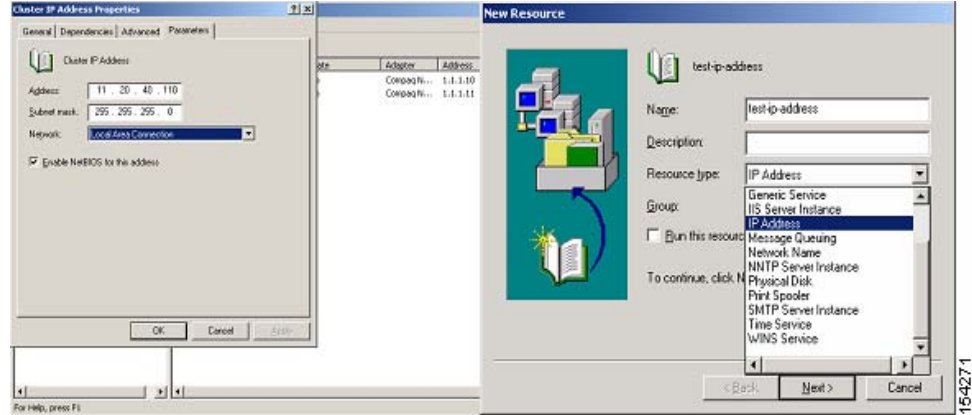 Cluster IP Address Properties
General Dependencies Advanced Parameters
Cluster IP Address
Address: 11 . 20 . 40 . 110
Subnet mask: 255 . 255 . 255 . 0
Network: Local Area Connection
Enable NetBIOS for this address
OK Cancel Apply
Adapter Address
Compaq N... 1.1.1.10
Compaq N... 1.1.1.11
For Help, press F1
New Resource
test-ip-address
Name: test-ip-address
Description:
Resource type: IP Address
Group:
Run this resourc
To continue, click N
Generic Service
IIS Server Instance
IP Address
Message Queuing
Network Name
NNTP Server Instance
Physical Disk
Print Spooler
SMTP Server Instance
Time Service
WINS Service
< Back Next > Cancel
154271